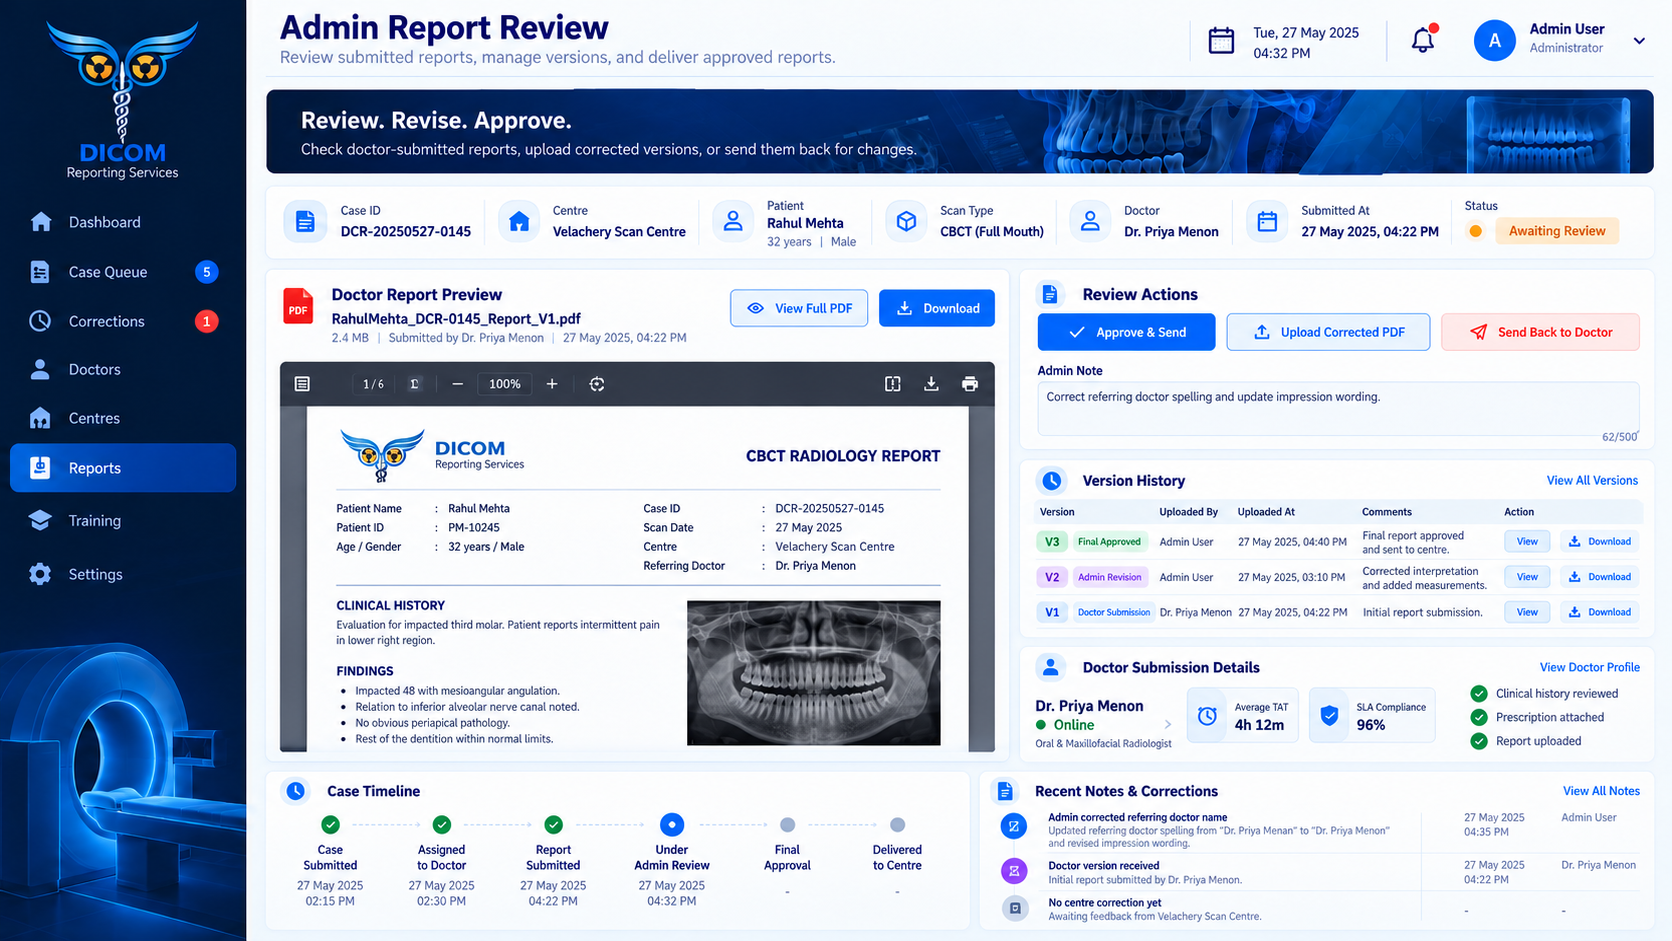 DICOM
Reporting Services
Dashboard
Case Queue 5
Corrections 1
Doctors
Centres
Reports
Training
Settings
Admin Report Review
Review submitted reports, manage versions, and deliver approved reports.
Tue, 27 May 2025
04:32 PM
A
Admin User
Administrator
Review. Revise. Approve.
Check doctor-submitted reports, upload corrected versions, or send them back for changes.
Case ID
DCR-20250527-0145
Centre
Velachery Scan Centre
Patient
Rahul Mehta
32 years | Male
Scan Type
CBCT (Full Mouth)
Doctor
Dr. Priya Menon
Submitted At
27 May 2025, 04:22 PM
Status
Awaiting Review
PDF
Doctor Report Preview
RahulMehta_DCR-0145_Report_V1.pdf
2.4 MB | Submitted by Dr. Priya Menon | 27 May 2025, 04:22 PM
View Full PDF
Download
1/6
100%
DICOM
Reporting Services
CBCT RADIOLOGY REPORT
Patient Name : Rahul Mehta
Patient ID : PM-10245
Age / Gender : 32 years / Male
Case ID : DCR-20250527-0145
Scan Date : 27 May 2025
Centre : Velachery Scan Centre
Referring Doctor : Dr. Priya Menon
CLINICAL HISTORY
Evaluation for impacted third molar. Patient reports intermittent pain
in lower right region.
FINDINGS
• Impacted 48 with mesioangular angulation.
• Relation to inferior alveolar nerve canal noted.
• No obvious periapical pathology.
• Rest of the dentition within normal limits.
Review Actions
Approve & Send
Upload Corrected PDF
Send Back to Doctor
Admin Note
Correct referring doctor spelling and update impression wording.
62/500
Version History
View All Versions
Version Uploaded By Uploaded At Comments Action
V3 Final Approved Admin User 27 May 2025, 04:40 PM Final report approved
and sent to centre. View Download
V2 Admin Revision Admin User 27 May 2025, 03:10 PM Corrected interpretation
and added measurements. View Download
V1 Doctor Submission Dr. Priya Menon 27 May 2025, 04:22 PM Initial report submission. View Download
Doctor Submission Details
View Doctor Profile
Dr. Priya Menon
Online
Oral & Maxillofacial Radiologist
Average TAT
4h 12m
SLA Compliance
96%
Clinical history reviewed
Prescription attached
Report uploaded
Case Timeline
Case
Submitted
27 May 2025
02:15 PM
Assigned
to Doctor
27 May 2025
02:30 PM
Report
Submitted
27 May 2025
04:22 PM
Under
Admin Review
27 May 2025
04:32 PM
Final
Approval
-
Delivered
to Centre
-
Recent Notes & Corrections
View All Notes
Admin corrected referring doctor name
Updated referring doctor spelling from "Dr. Priya Menan" to "Dr. Priya Menon"
and revised impression wording.
27 May 2025
04:35 PM
Admin User
Doctor version received
Initial report submitted by Dr. Priya Menon.
27 May 2025
04:22 PM
Dr. Priya Menon
No centre correction yet
Awaiting feedback from Velachery Scan Centre.
- -